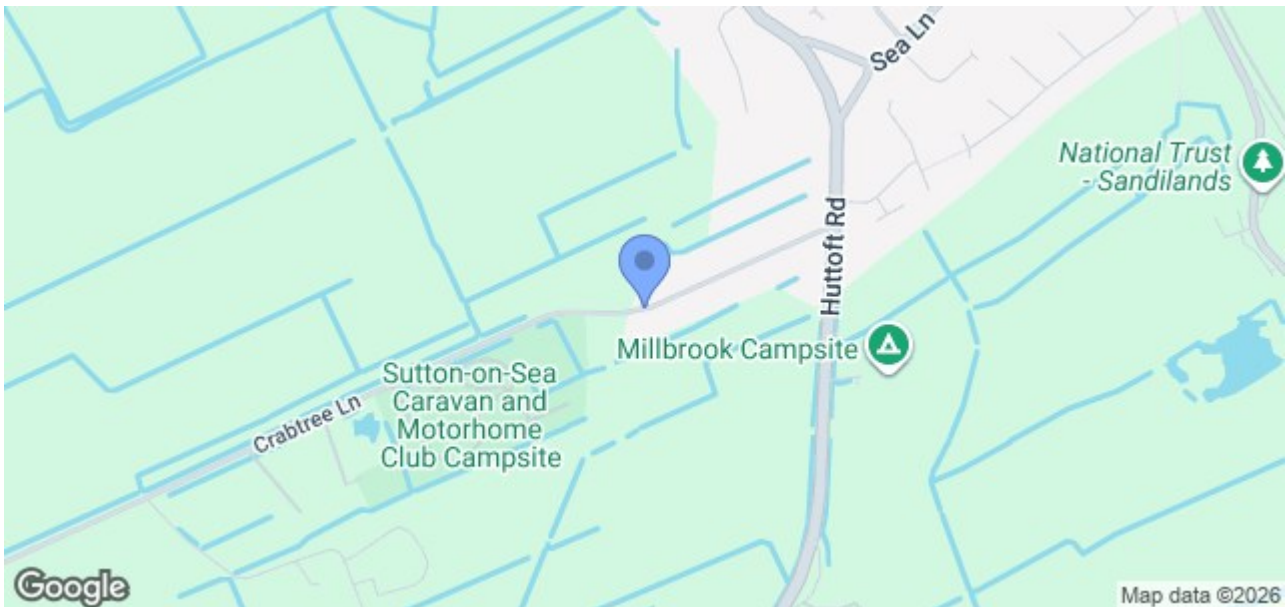 Sea Ln
National Trust
- Sandilands
Huttoft Rd
Millbrook Campsite
Sutton-on-Sea
Caravan and
Motorhome
Club Campsite
Crabtree Ln
Google
Map data ©2026